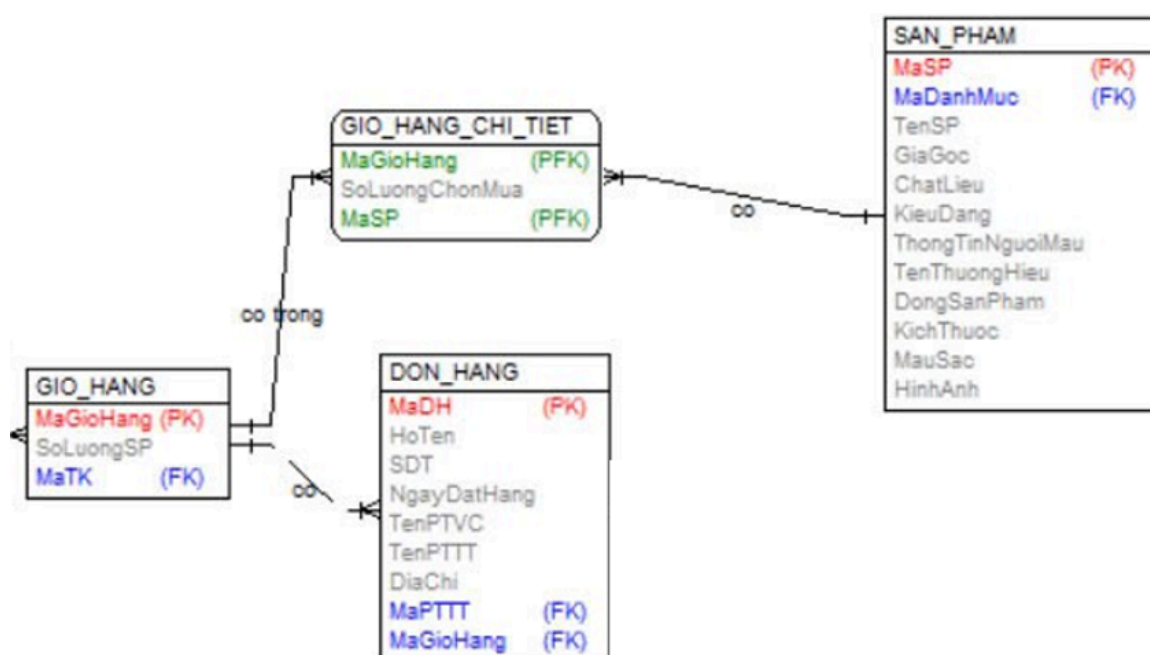 SAN_PHAM
MaSP (PK)
MaDanhMuc (FK)
TenSP
GiaGoc
ChatLieu
KieuDang
ThongTinNguoiMau
TenThuongHieu
DongSanPham
KichThuoc
MauSac
HinhAnh
GIO_HANG_CHI_TIET
MaGioHang (PFK)
SoLuongChonMua
MaSP (PFK)
co
co trong
GIO_HANG
MaGioHang (PK)
SoLuongSP
MaTK (FK)
co
DON_HANG
MaDH (PK)
HoTen
SDT
NgayDatHang
TenPTVC
TenPTTT
DiaChi
MaPTTT (FK)
MaGioHang (FK)